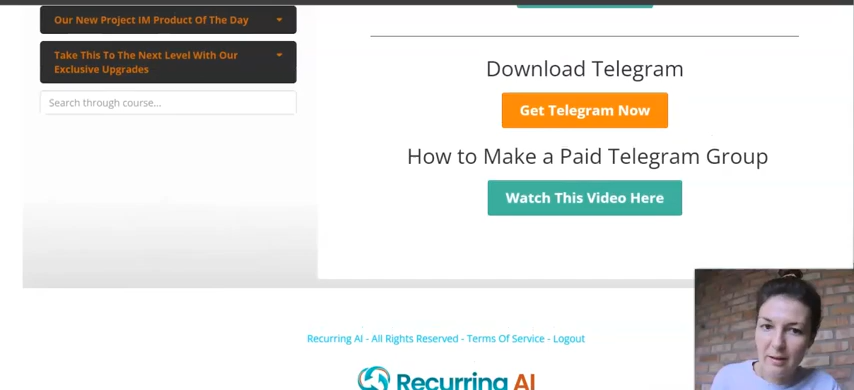 Our New Project IM Product Of The Day
Take This To The Next Level With Our
Exclusive Upgrades
Search through course...
Download Telegram
Get Telegram Now
How to Make a Paid Telegram Group
Watch This Video Here
Recurring AI - All Rights Reserved - Terms Of Service - Logout
Recurring AI